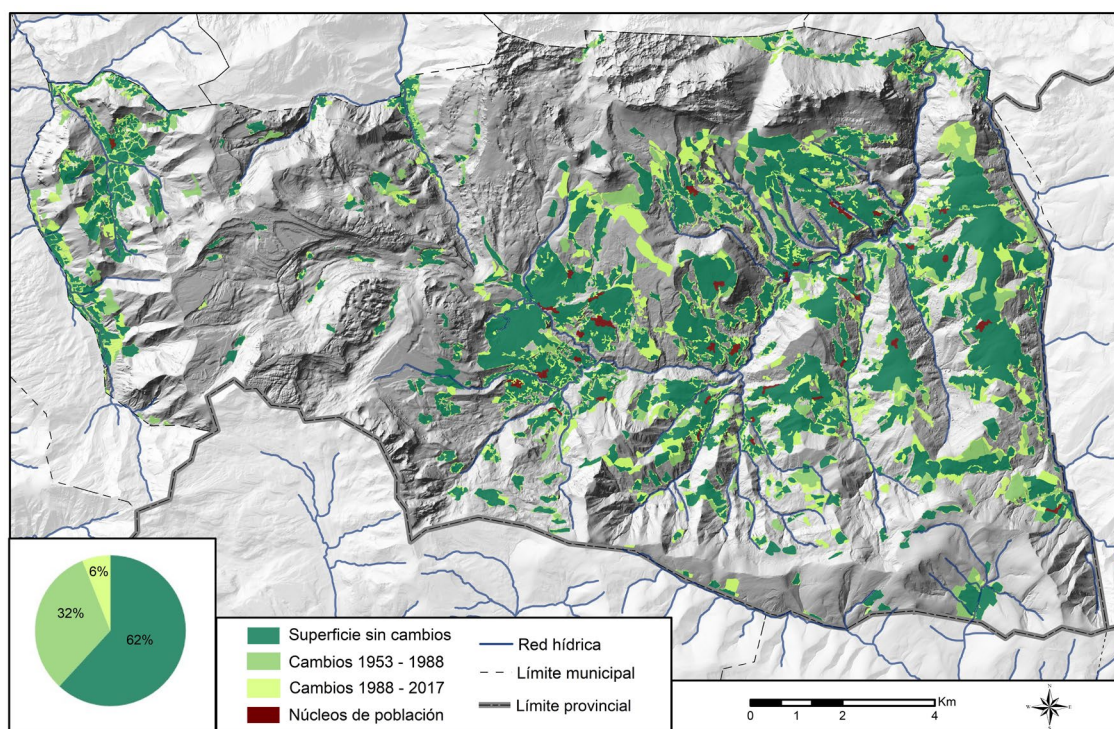 6%
32%
62%
Superficie sin cambios
Cambios 1953 - 1988
Cambios 1988 - 2017
Núcleos de población
Red hídrica
Límite municipal
Límite provincial
0 1 2 4 Km
N
W E
S